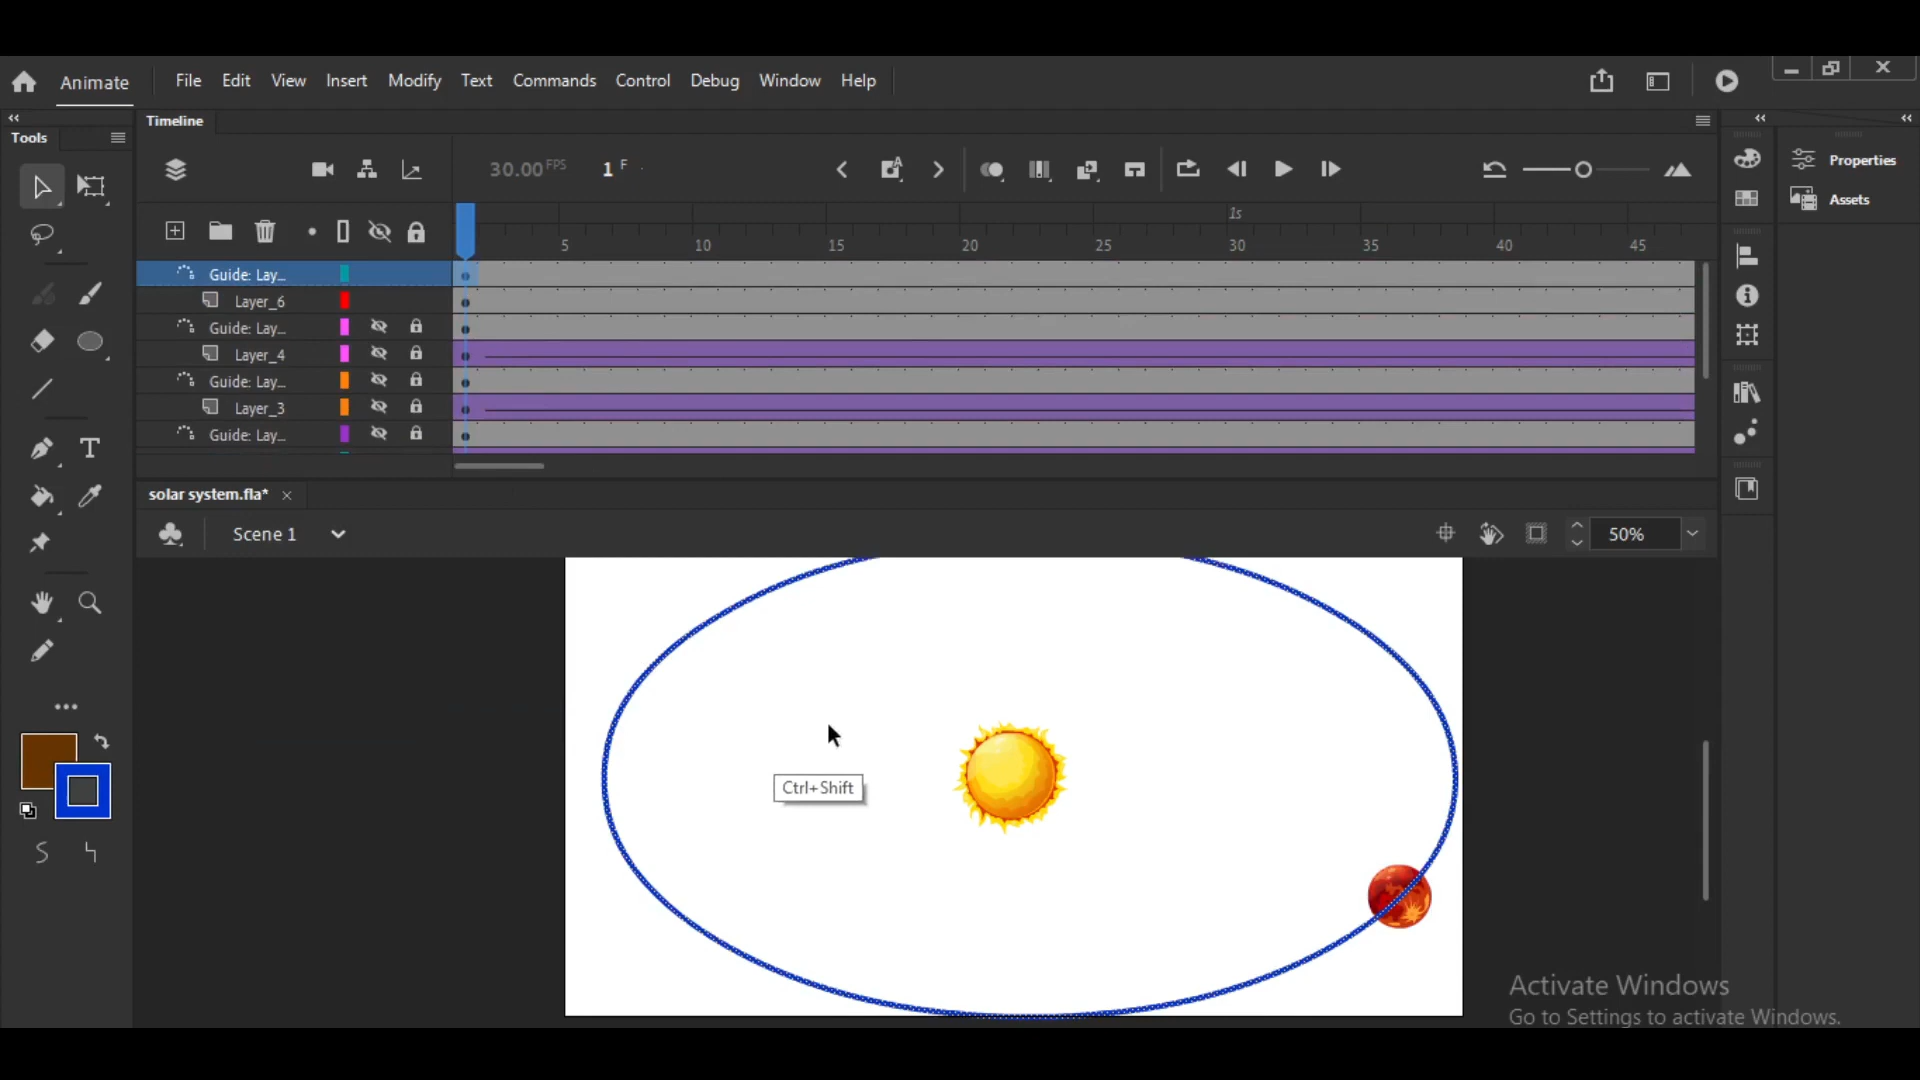 Animate File Edit View Insert Modify Text Commands Control Debug Window Help
Tools
Timeline
30.00 FPS 1 F
Properties
Assets
1s
5 10 15 20 25 30 35 40 45
Guide: Lay...
Layer_6
Guide: Lay...
Layer_4
Guide: Lay...
Layer_3
Guide: Lay...
solar system.fla*
Scene 1
50%
Ctrl+Shift
Activate Windows
Go to Settings to activate Windows.